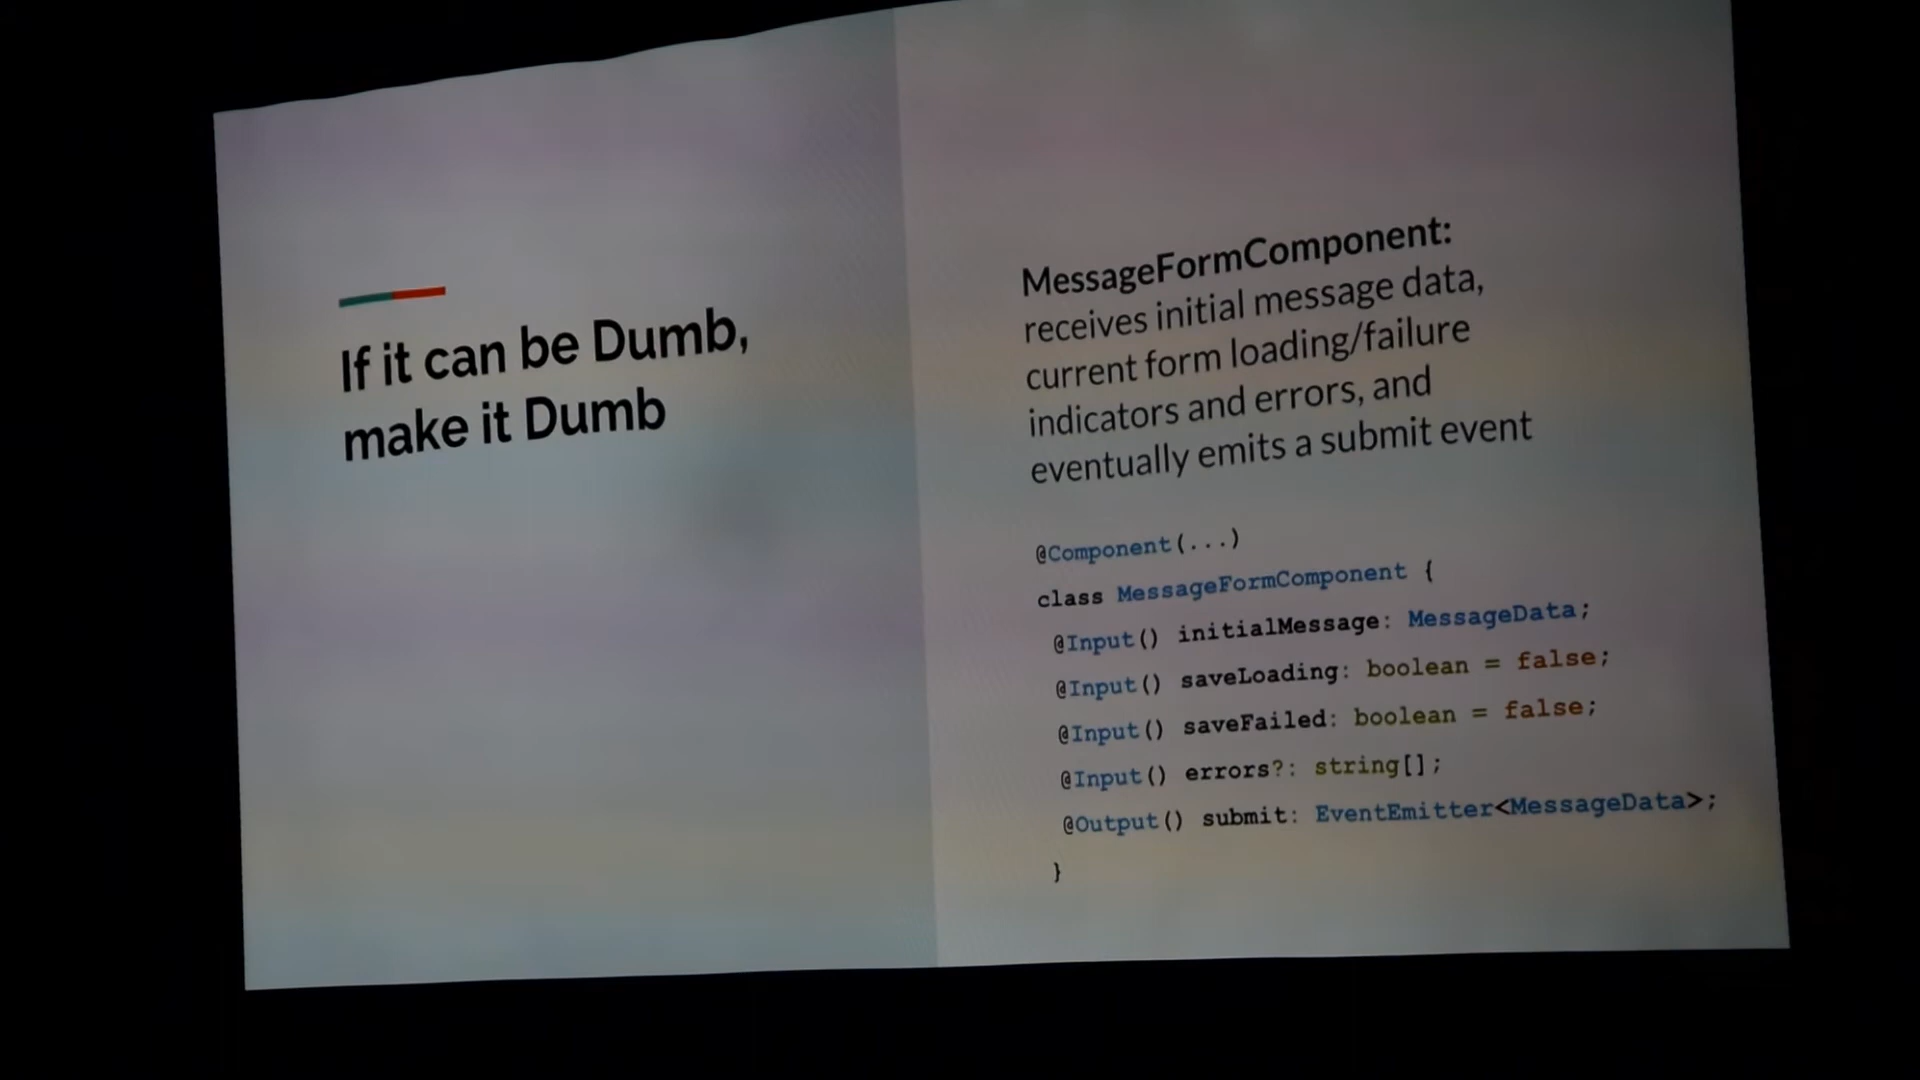 If it can be Dumb,
make it Dumb
MessageFormComponent:
receives initial message data,
current form loading/failure
indicators and errors, and
eventually emits a submit event
@Component(...)
class MessageFormComponent {
@Input() initialMessage: MessageData;
@Input() saveLoading: boolean = false;
@Input() saveFailed: boolean = false;
@Input() errors?: string[];
@Output() submit: EventEmitter<MessageData>;
}